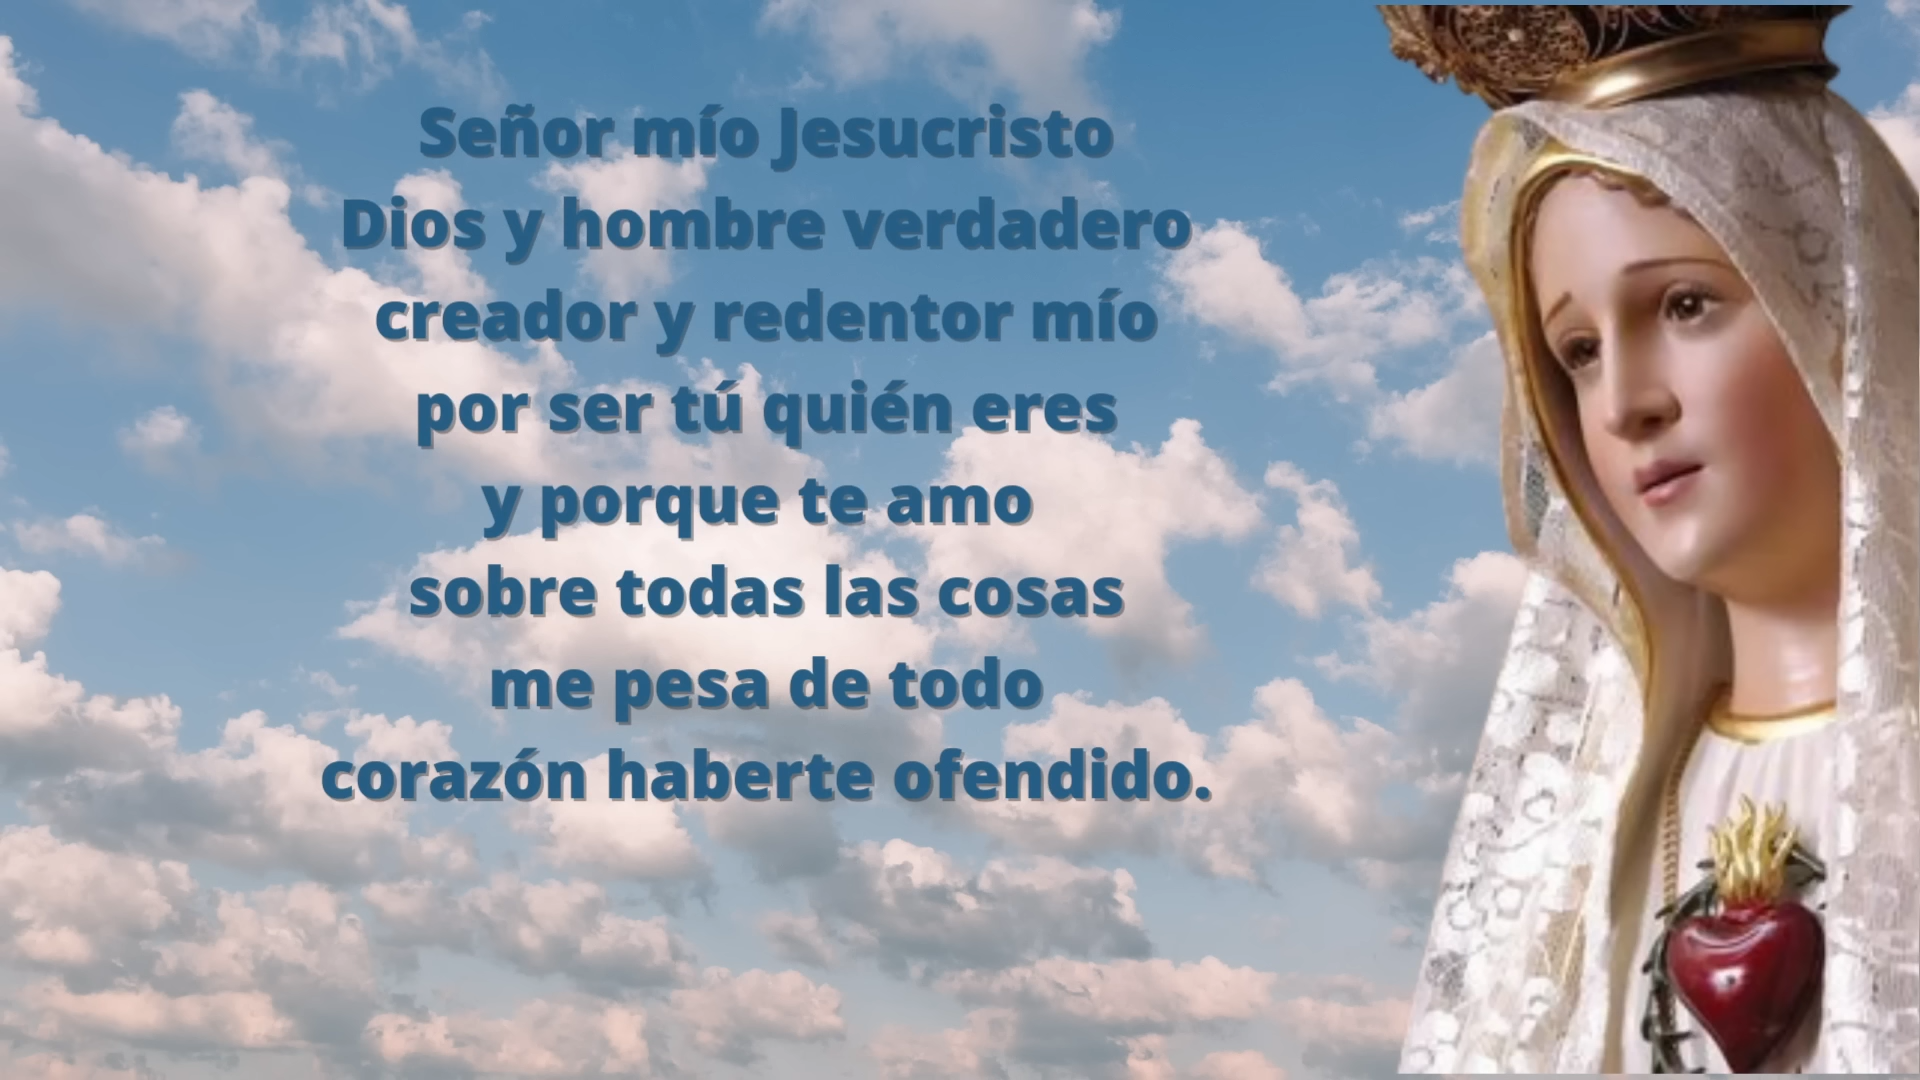 Señor mío Jesucristo
Dios y hombre verdadero
creador y redentor mío
por ser tú quién eres
y porque te amo
sobre todas las cosas
me pesa de todo
corazón haberte ofendido.